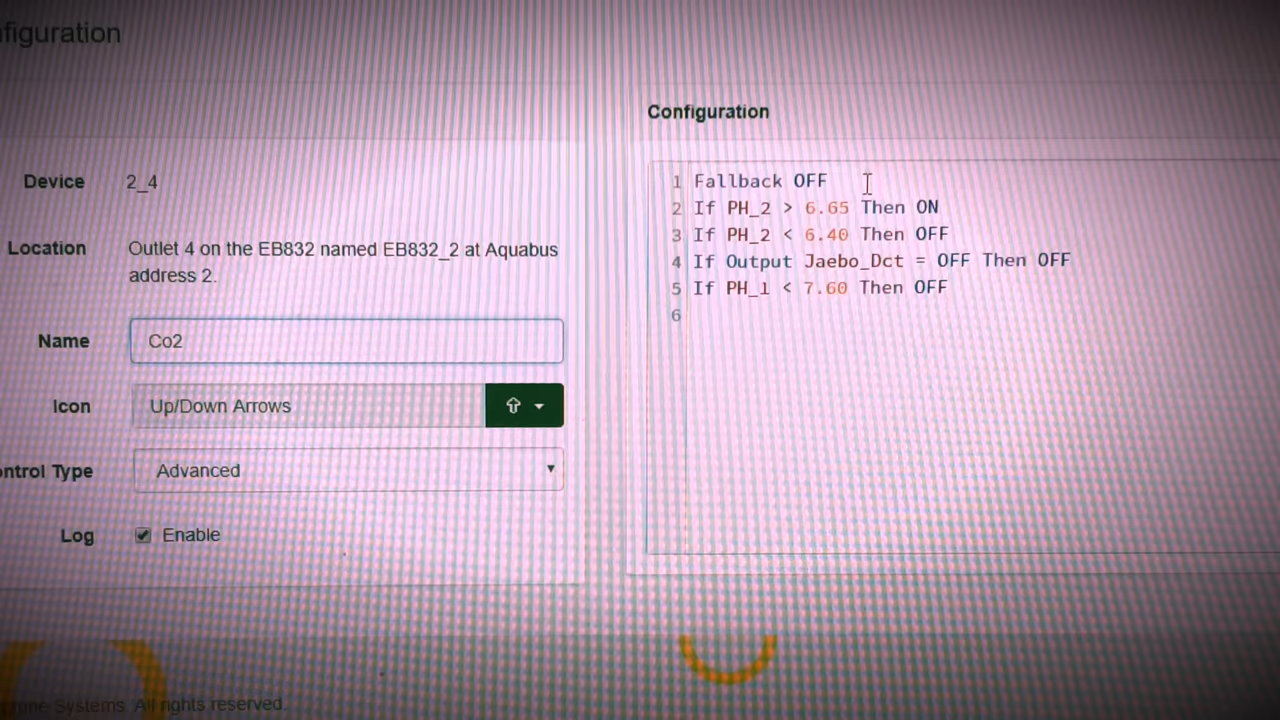 figuration
Configuration
Device 2_4
Location Outlet 4 on the EB832 named EB832_2 at Aquabus
address 2.
Name Co2
Icon Up/Down Arrows
ntrol Type Advanced
Log Enable
1 Fallback OFF
2 If PH_2 > 6.65 Then ON
3 If PH_2 < 6.40 Then OFF
4 If Output Jaebo_Dct = OFF Then OFF
5 If PH_1 < 7.60 Then OFF
6
Systems. All rights reserved.